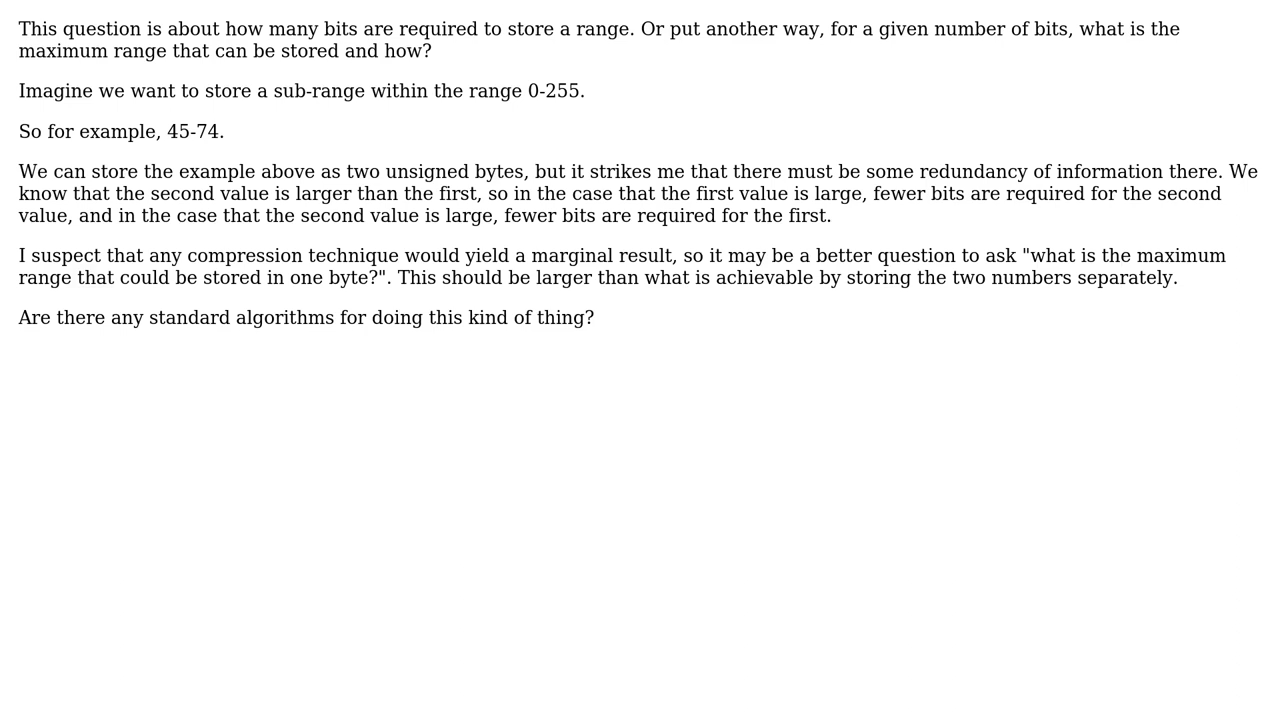 This question is about how many bits are required to store a range. Or put another way, for a given number of bits, what is the
maximum range that can be stored and how?
Imagine we want to store a sub-range within the range 0-255.
So for example, 45-74.
We can store the example above as two unsigned bytes, but it strikes me that there must be some redundancy of information there. We
know that the second value is larger than the first, so in the case that the first value is large, fewer bits are required for the second
value, and in the case that the second value is large, fewer bits are required for the first.
I suspect that any compression technique would yield a marginal result, so it may be a better question to ask "what is the maximum
range that could be stored in one byte?". This should be larger than what is achievable by storing the two numbers separately.
Are there any standard algorithms for doing this kind of thing?